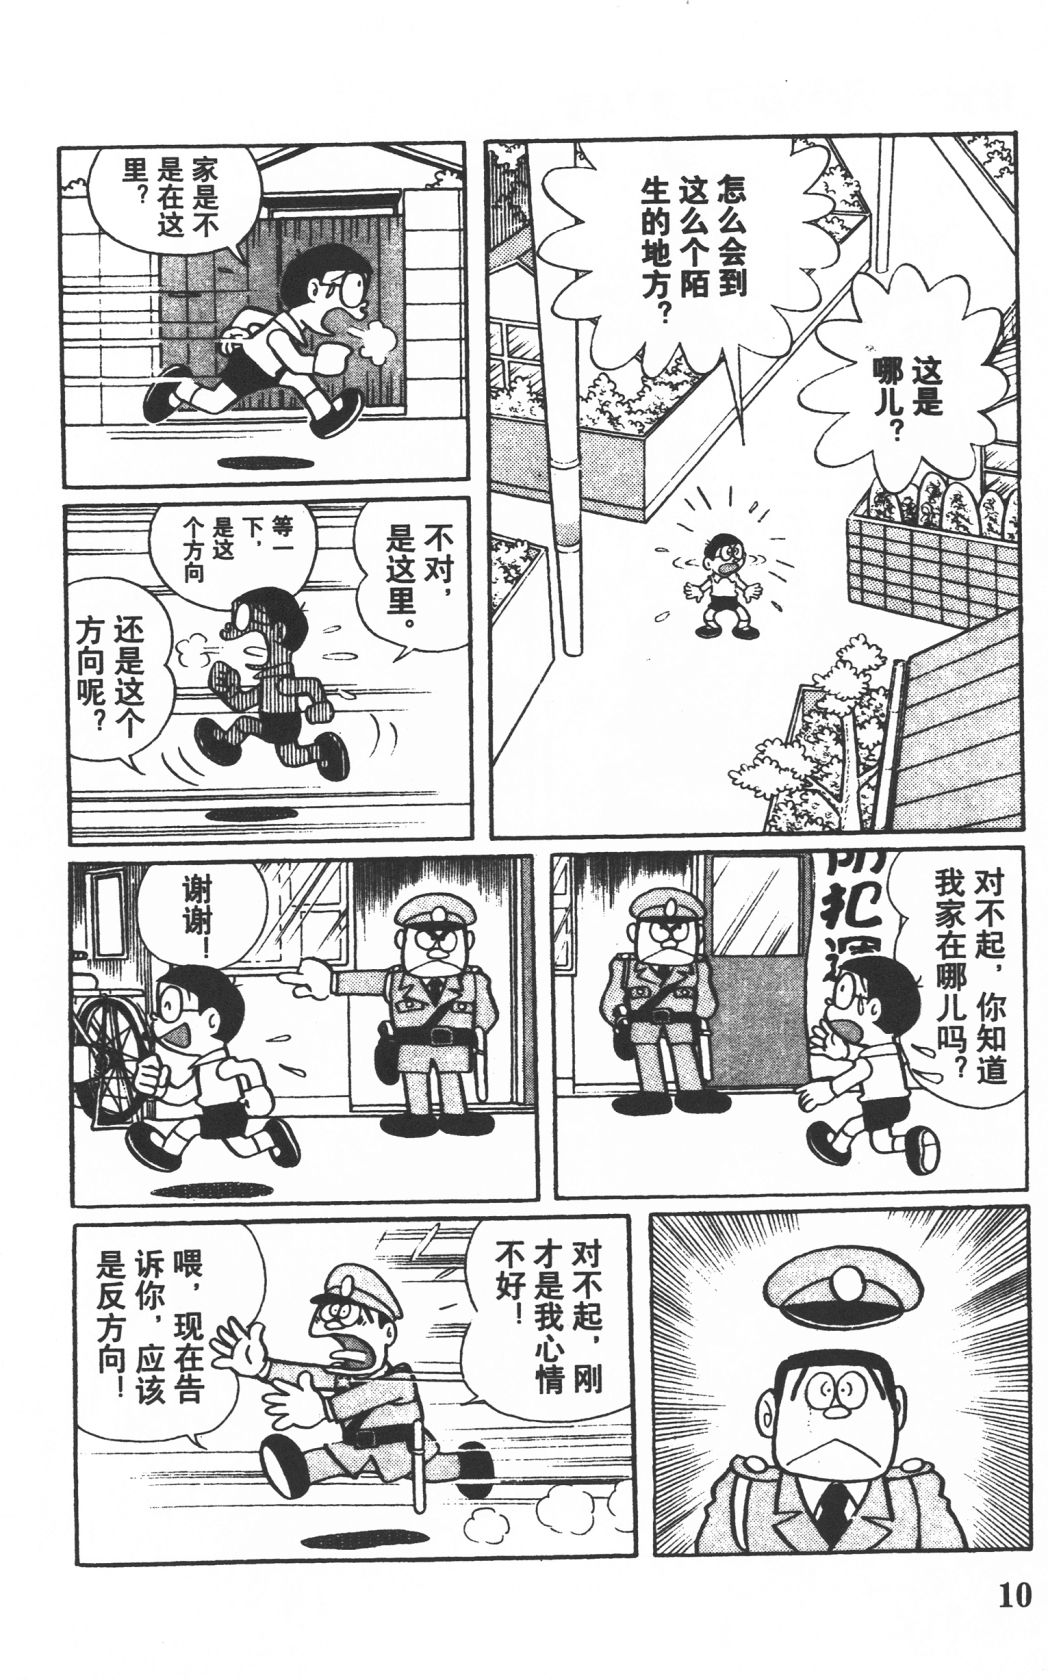 这是
哪儿?
怎么会到
这么个陌
生的地方?
家是不
是在这
里?
不对,
是这里。
等一
下,
是这
个方向
还是这个
方向呢?
对不起,你知道
我家在哪儿吗?
犯
谢
谢!
对不起,刚
才是我心情
不好!
喂,现在告
诉你,应该
是反方向!
10